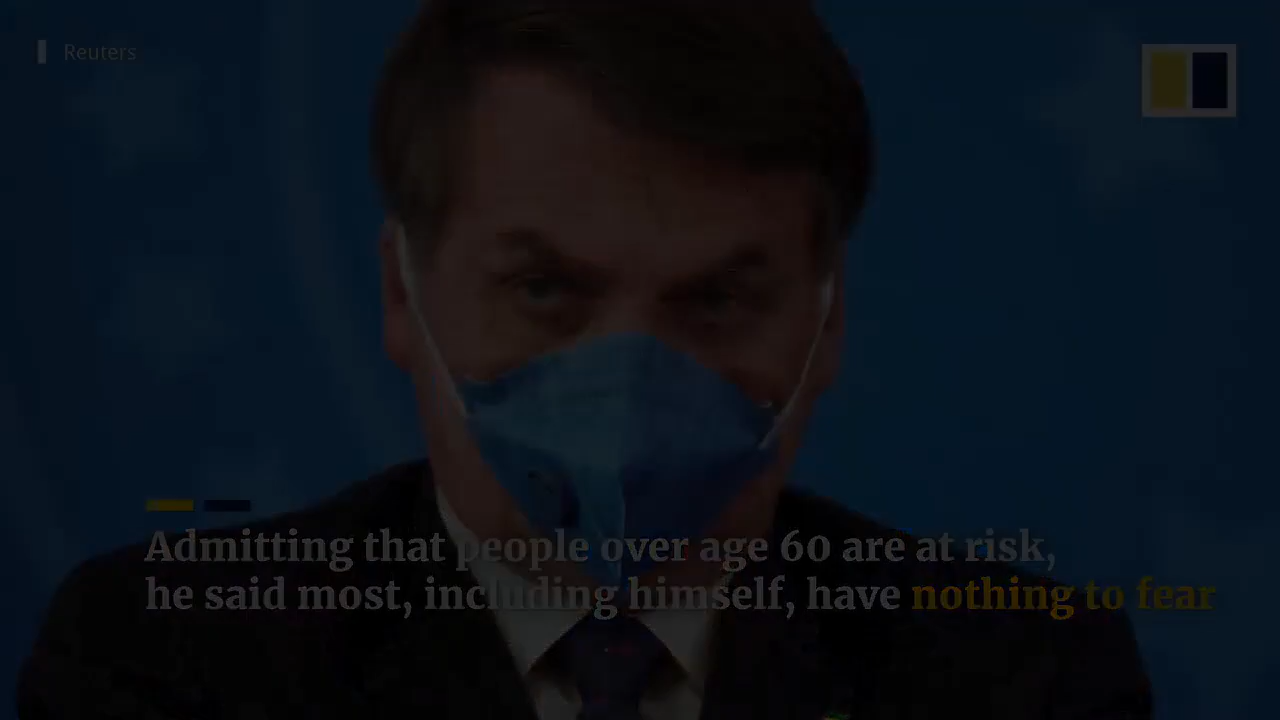 Reuters
Admitting that people over age 60 are at risk,
he said most, including himself, have nothing to fear